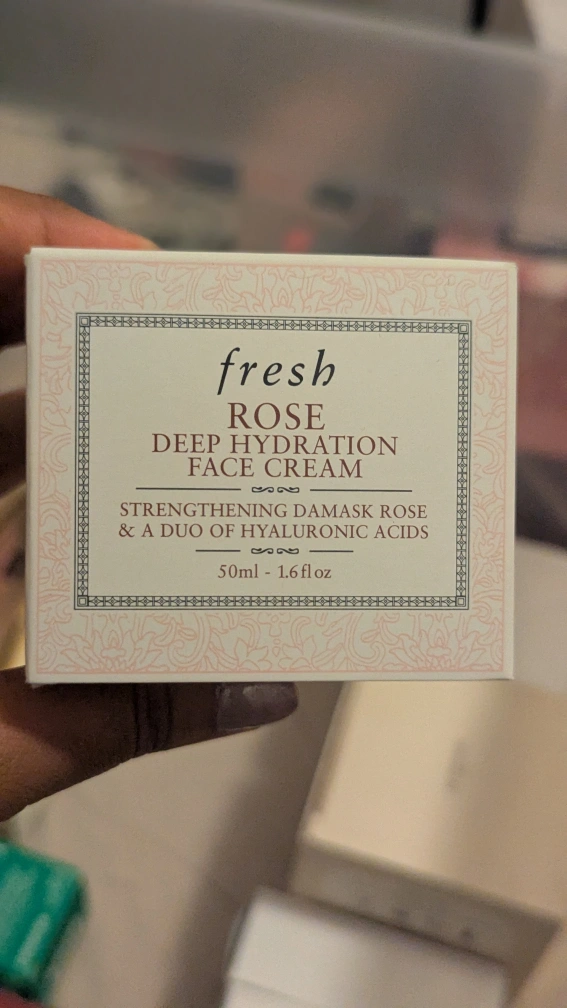 fresh
ROSE
DEEP HYDRATION
FACE CREAM
STRENGTHENING DAMASK ROSE
& A DUO OF HYALURONIC ACIDS
50ml - 1.6 fl oz